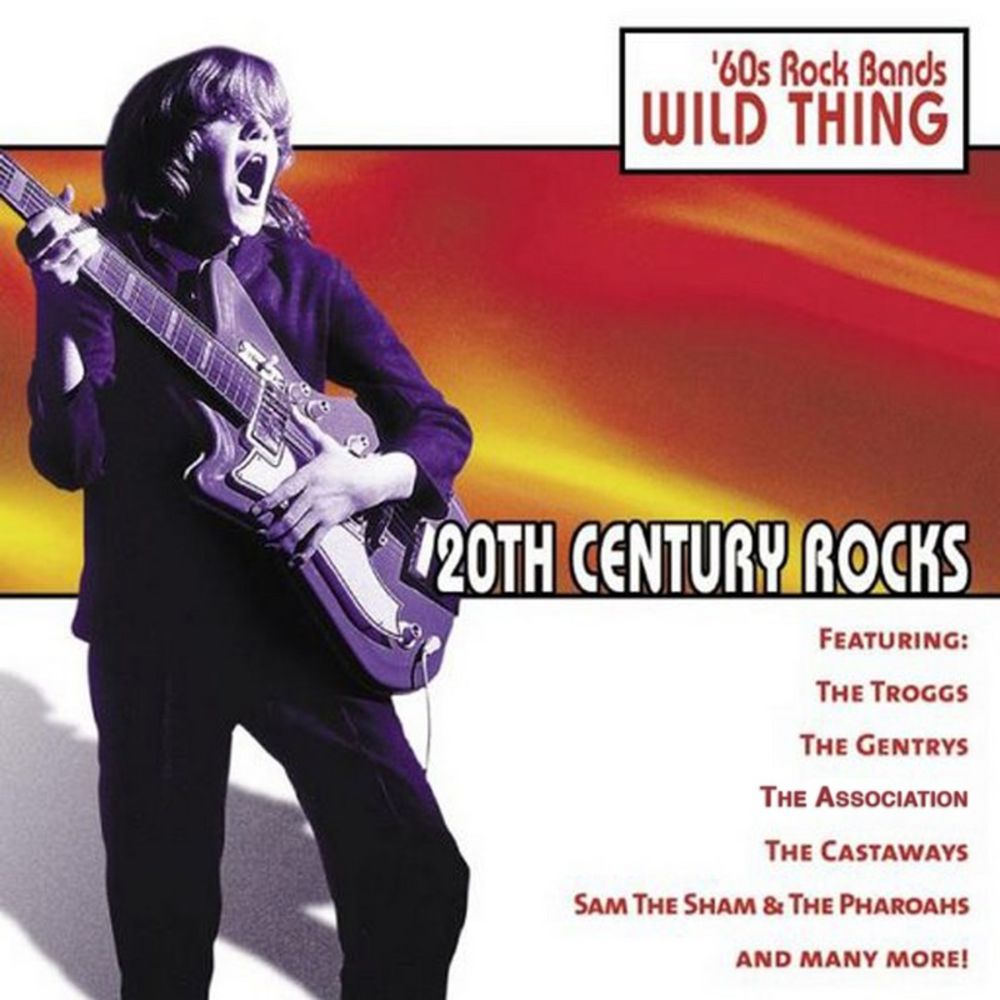 '60s Rock Bands
WILD THING
20TH CENTURY ROCKS
FEATURING:
THE TROGGS
THE GENTRYS
THE ASSOCIATION
THE CASTAWAYS
SAM THE SHAM & THE PHAROAHS
AND MANY MORE!